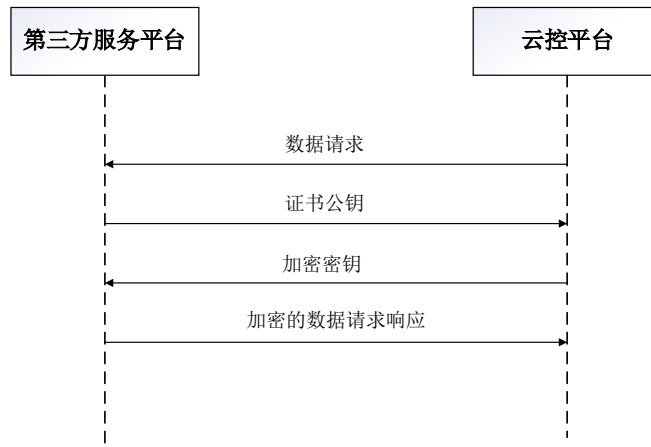 第三方服务平台
云控平台
数据请求
证书公钥
加密密钥
加密的数据请求响应